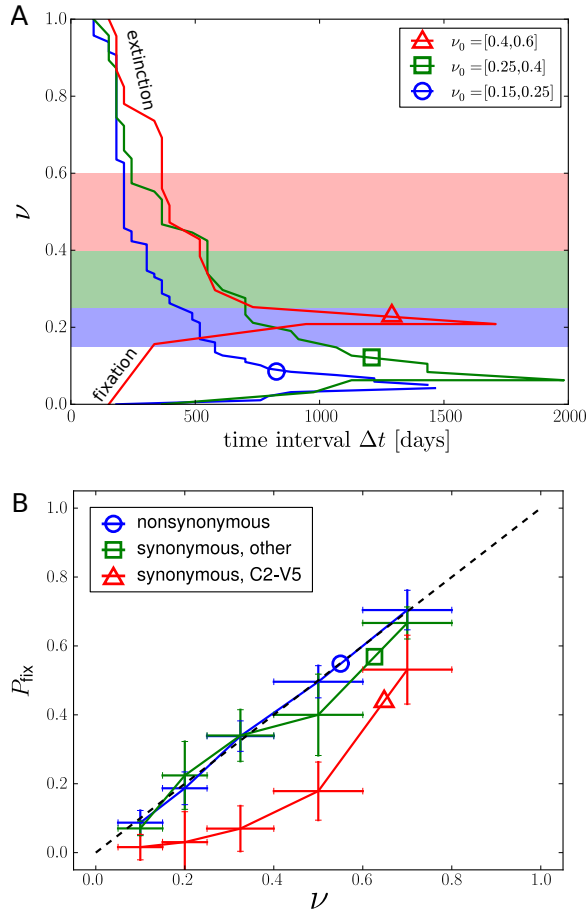 A
extinction
ν₀ =[0.4,0.6]
ν₀ =[0.25,0.4]
ν₀ =[0.15,0.25]
1.0
0.8
0.6
0.4
0.2
0.0
ν
fixation
0
500
1000
1500
2000
time interval Δt [days]
B
nonsynonymous
synonymous, other
synonymous, C2-V5
1.0
0.8
0.6
0.4
0.2
0.0
P_fix
0.0
0.2
0.4
0.6
0.8
1.0
ν